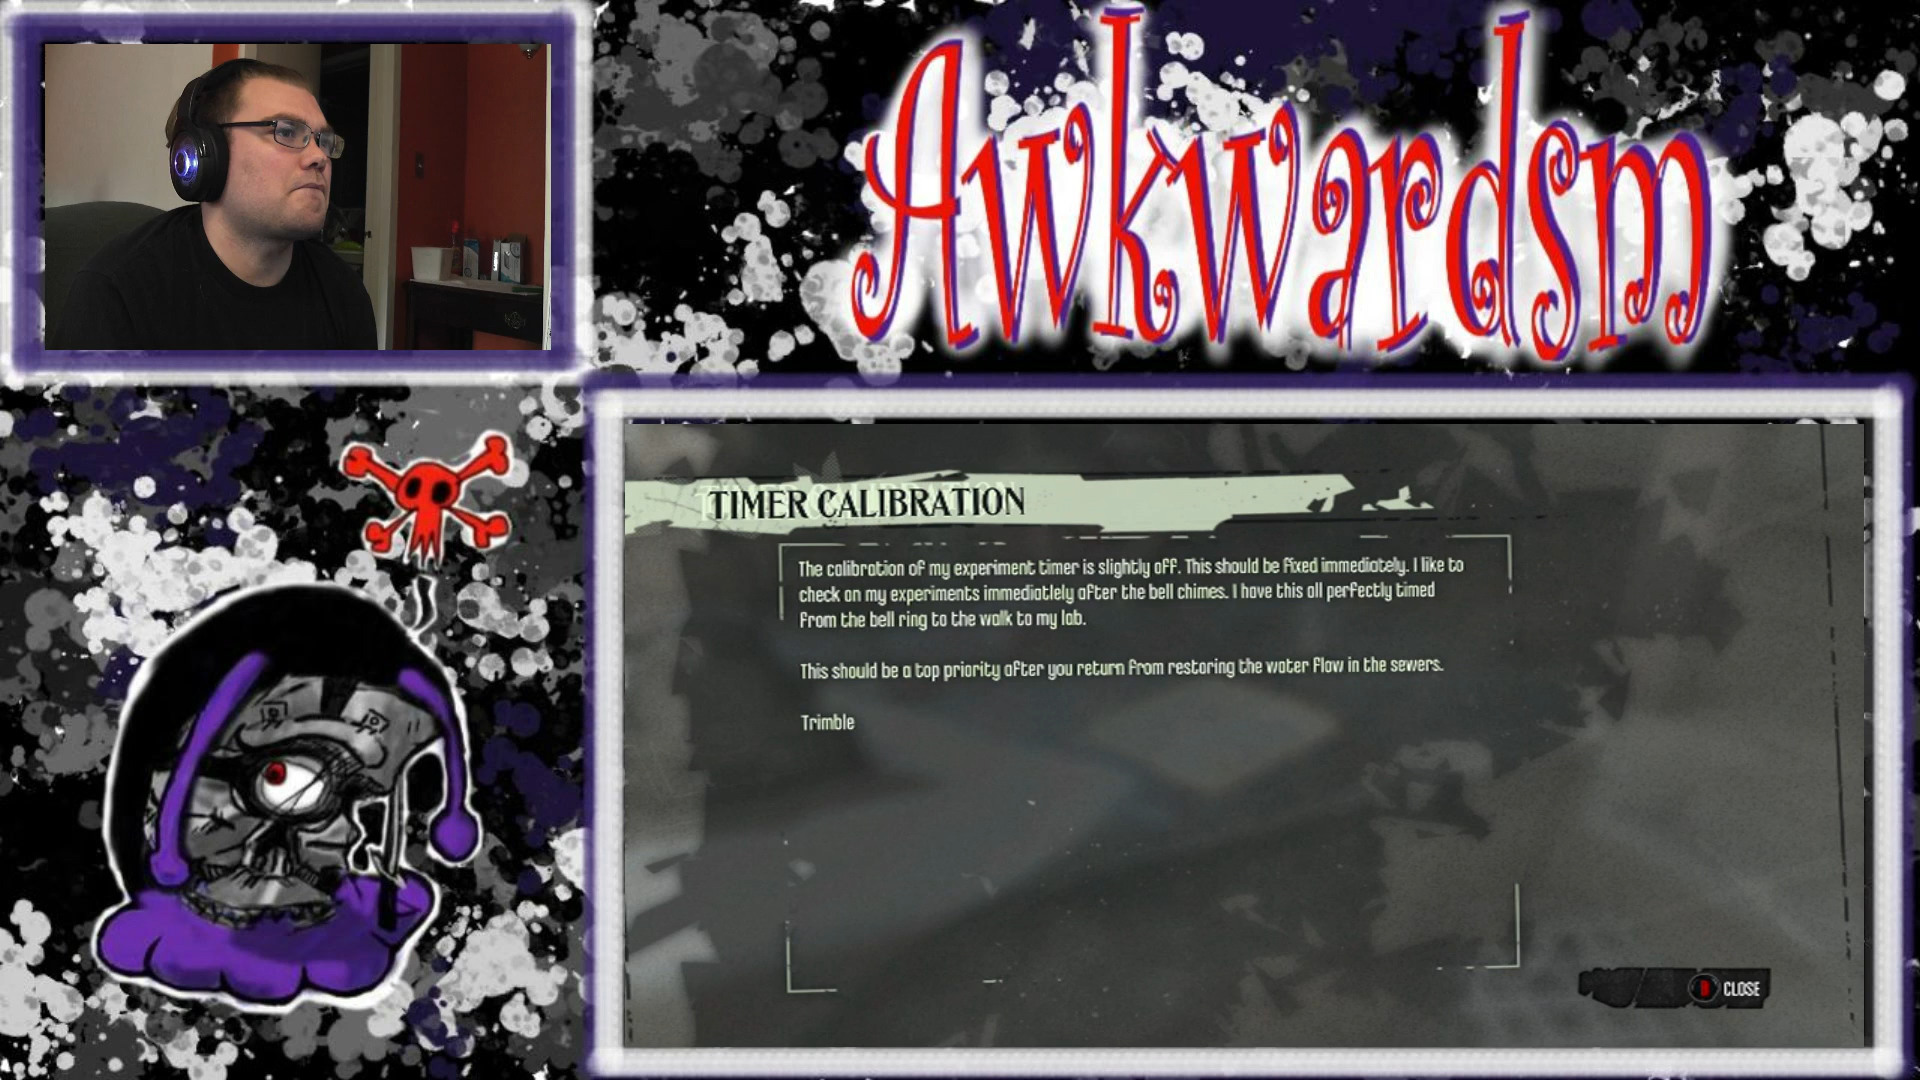 Awkwardsm
TIMER CALIBRATION
The calibration of my experiment timer is slightly off. This should be fixed immediately. I like to
check on my experiments immediatlely after the bell chimes. I have this all perfectly timed
from the bell ring to the walk to my lab.
This should be a top priority after you return from restoring the water flow in the sewers.
Trimble
CLOSE